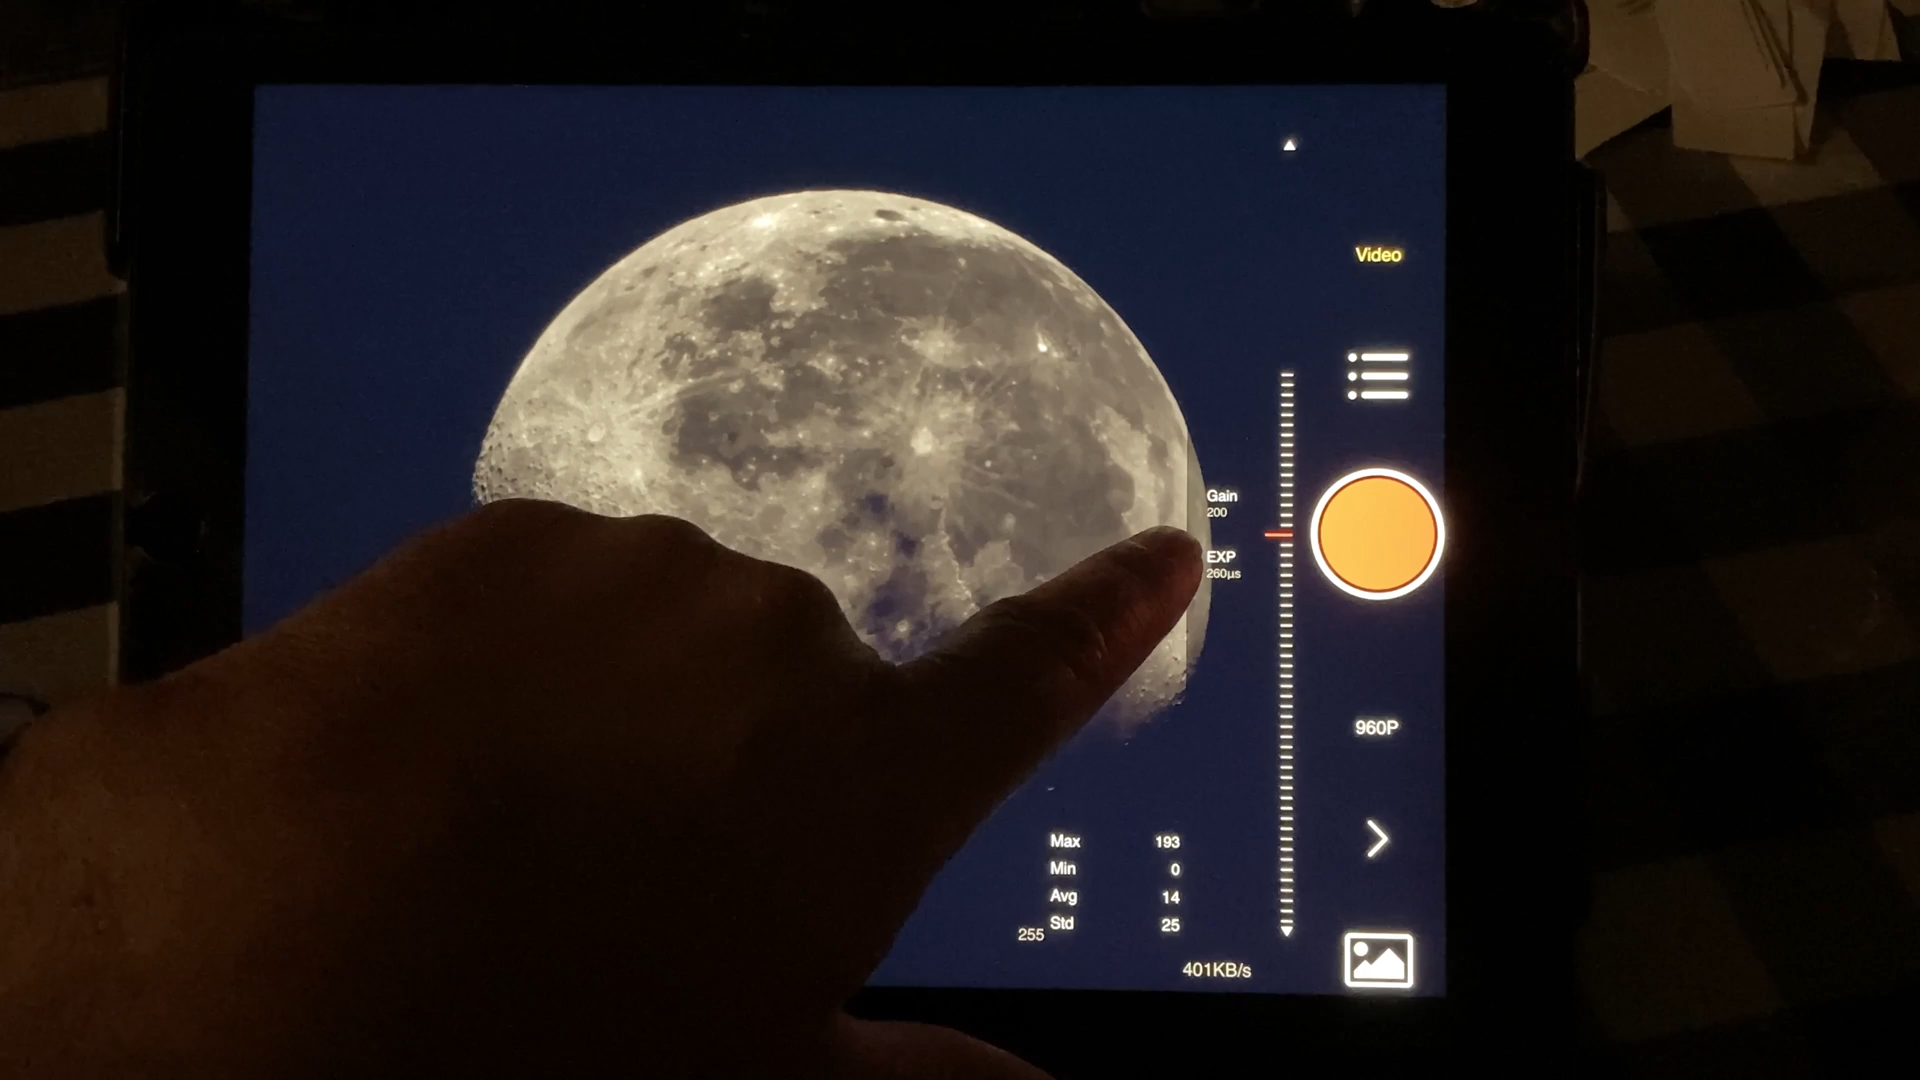 Video
Gain
200
EXP
260µs
960P
Max 193
Min 0
Avg 14
Std 25
255
401KB/s